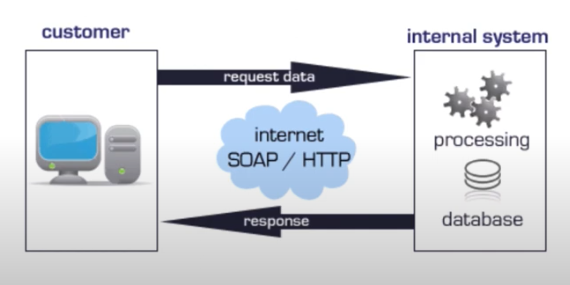 customer
internal system
request data
internet
SOAP / HTTP
processing
response
database